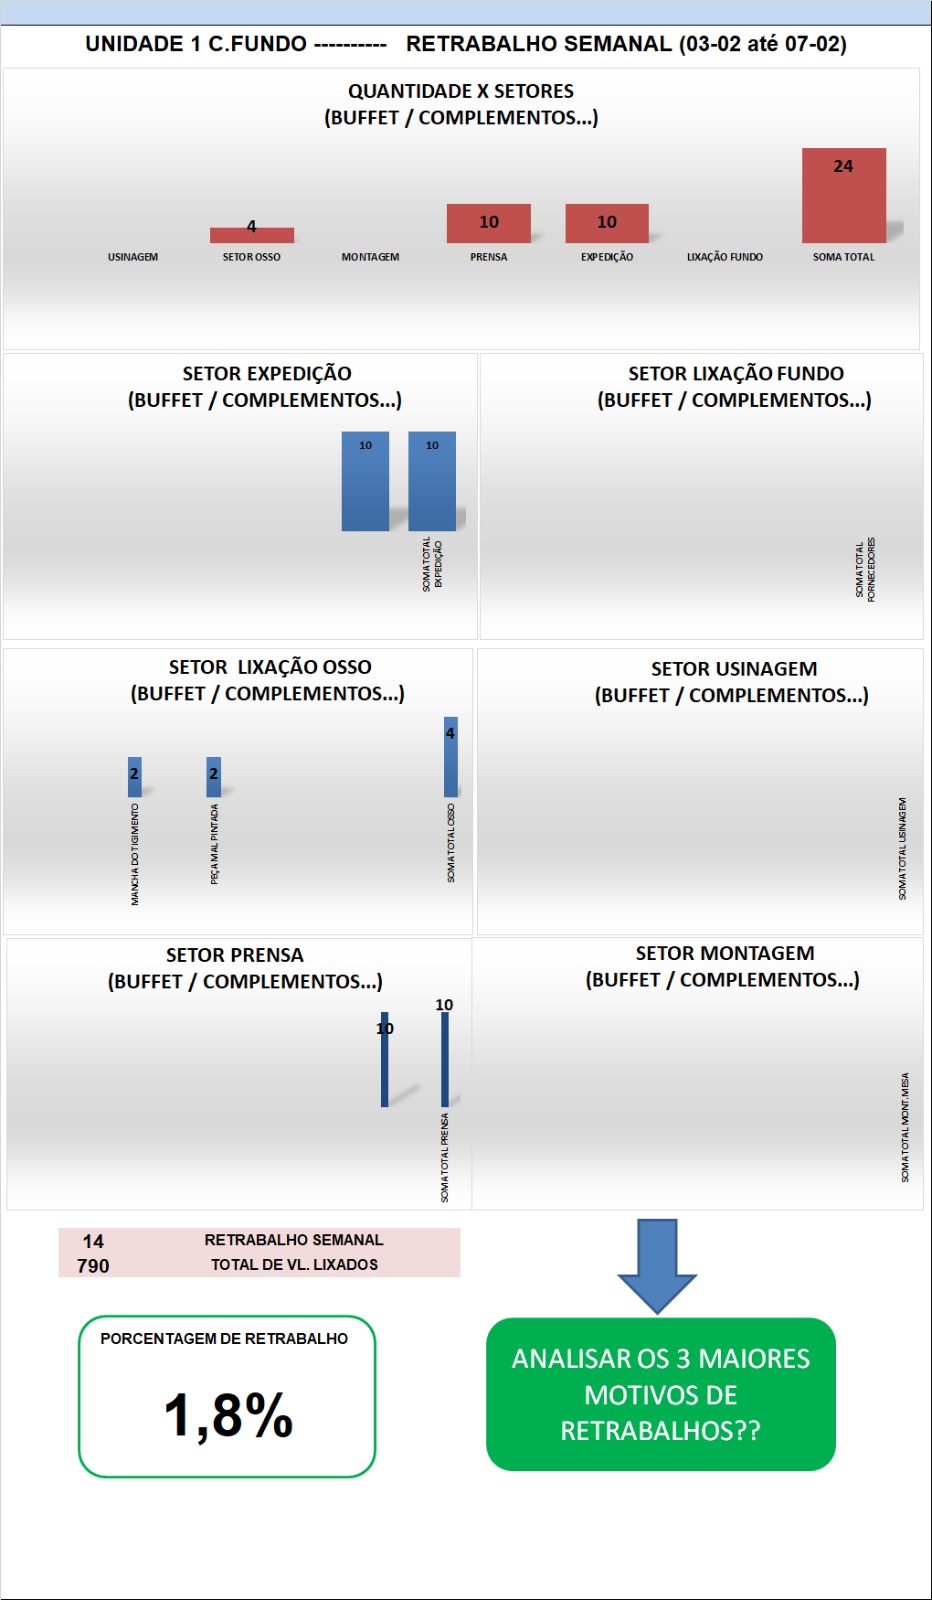 UNIDADE 1 C.FUNDO ---------- RETRABALHO SEMANAL (03-02 até 07-02)
QUANTIDADE X SETORES
(BUFFET / COMPLEMENTOS...)
4
10
10
24
USINAGEM
SETOR OSSO
MONTAGEM
PRENSA
EXPEDIÇÃO
LIXAÇÃO FUNDO
SOMA TOTAL
SETOR EXPEDIÇÃO
(BUFFET / COMPLEMENTOS...)
10
10
SOMA TOTAL
EXPEDIÇÃO
SETOR LIXAÇÃO FUNDO
(BUFFET / COMPLEMENTOS...)
SOMA TOTAL
FORNECEDORES
SETOR LIXAÇÃO OSSO
(BUFFET / COMPLEMENTOS...)
2
2
4
MANCHA DO TIGIMENTO
PEÇA MAL PINTADA
SOMA TOTAL OSSO
SETOR USINAGEM
(BUFFET / COMPLEMENTOS...)
SOMA TOTAL USINAGEM
SETOR PRENSA
(BUFFET / COMPLEMENTOS...)
10
10
SOMA TOTAL PRENSA
SETOR MONTAGEM
(BUFFET / COMPLEMENTOS...)
SOMA TOTAL MONT.MESA
14 RETRABALHO SEMANAL
790 TOTAL DE VL. LIXADOS
PORCENTAGEM DE RETRABALHO
1,8%
ANALISAR OS 3 MAIORES
MOTIVOS DE
RETRABALHOS??